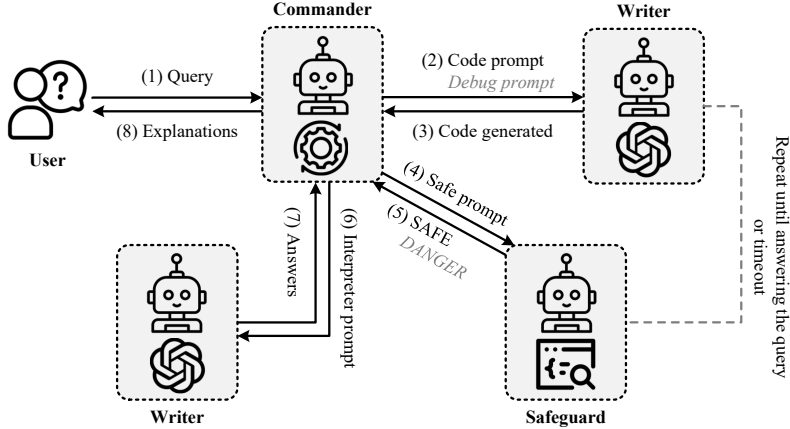 Commander
Writer
(1) Query
(2) Code prompt
Debug prompt
?
(8) Explanations
(3) Code generated
User
(4) Safe prompt
(5) SAFE
DANGER
(7) Answers
(6) Interpreter prompt
Repeat until answering the query
or timeout
{=
Writer
Safeguard